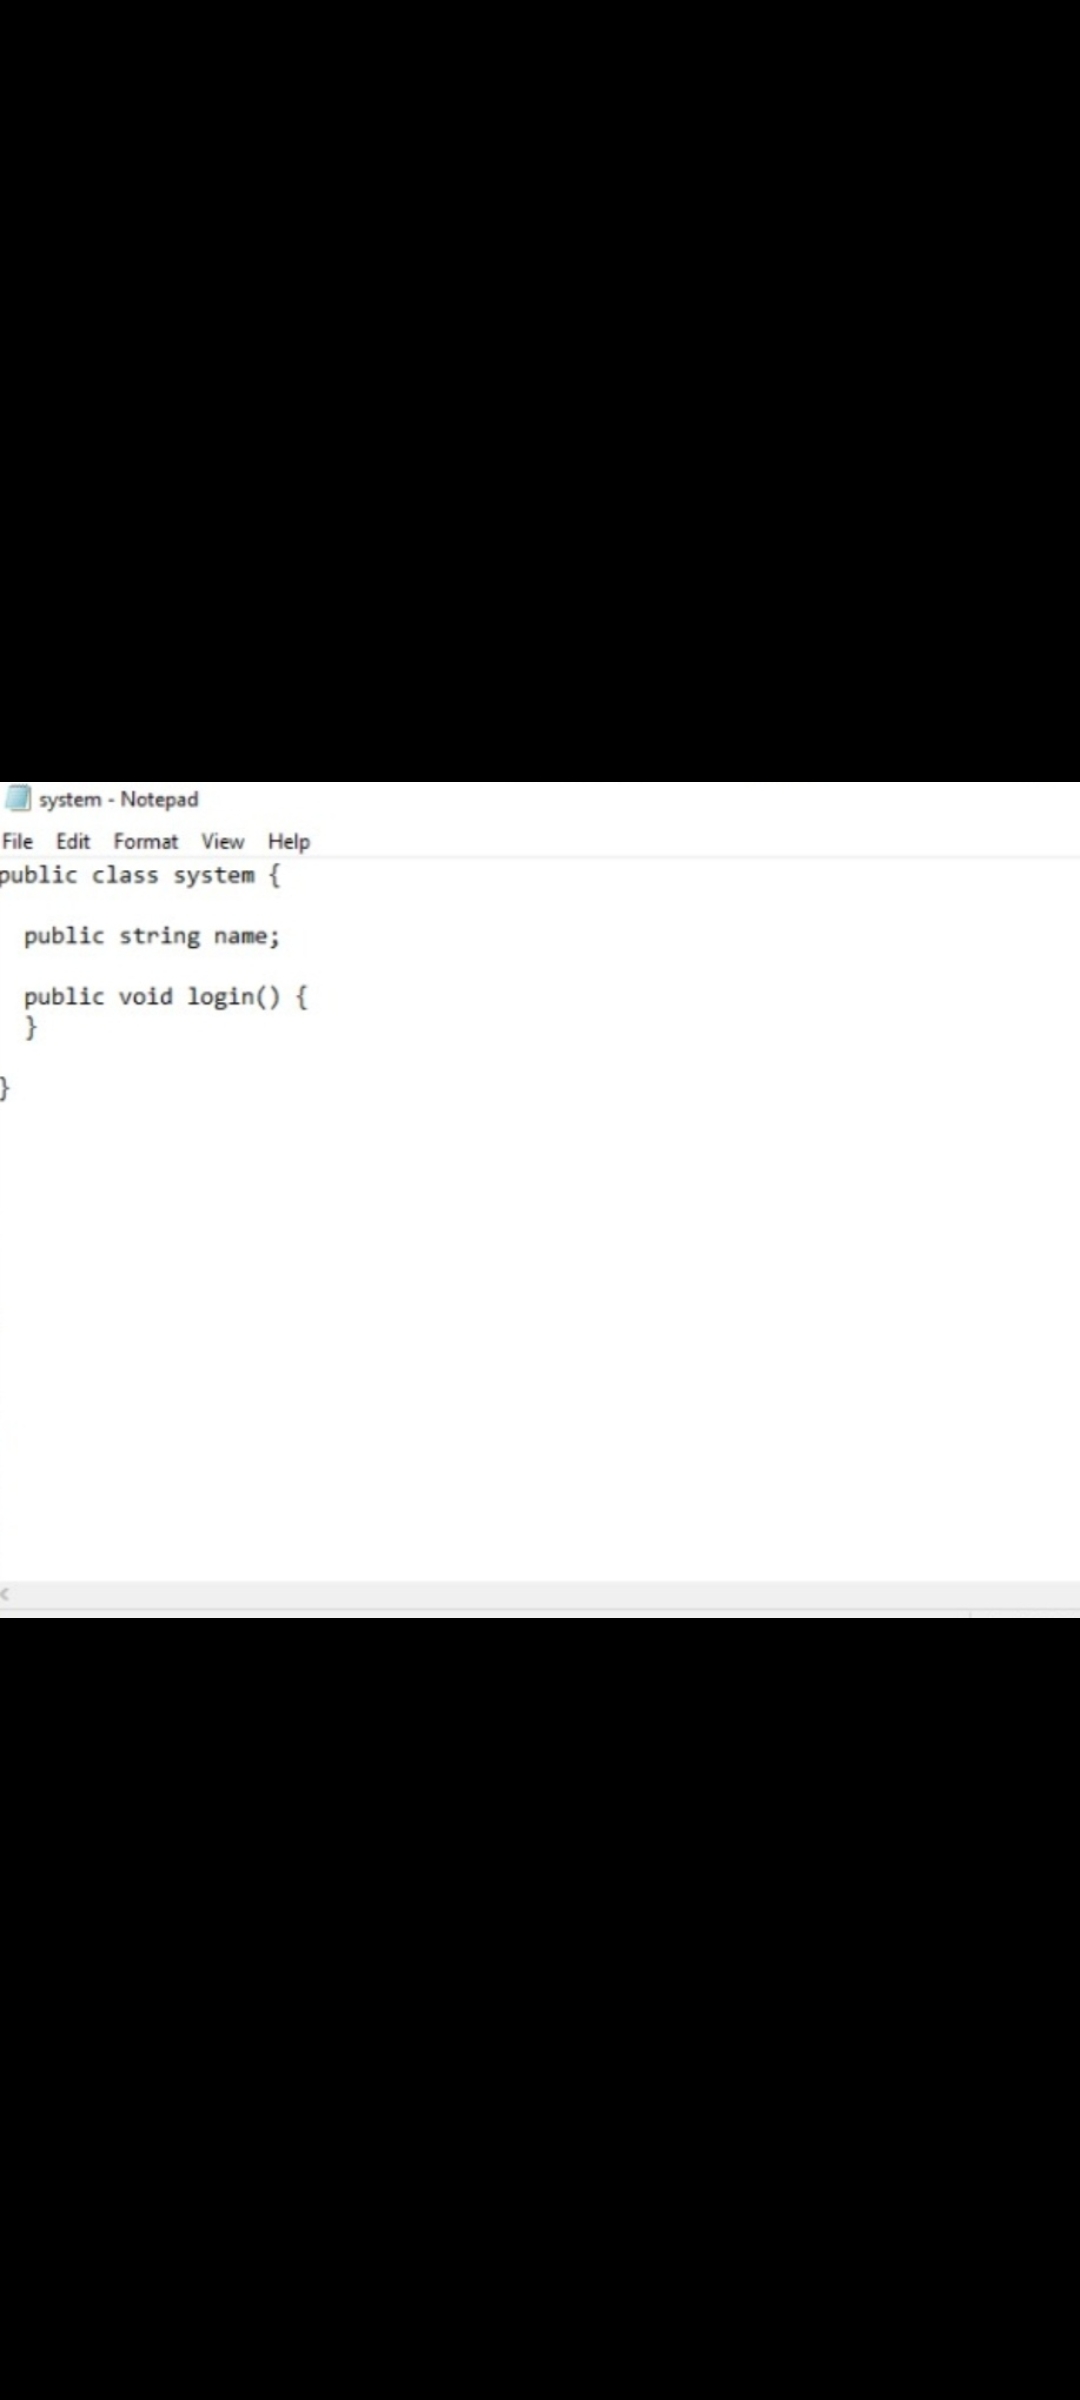 system - Notepad
File Edit Format View Help
public class system {
public string name;
public void login() {
}
}